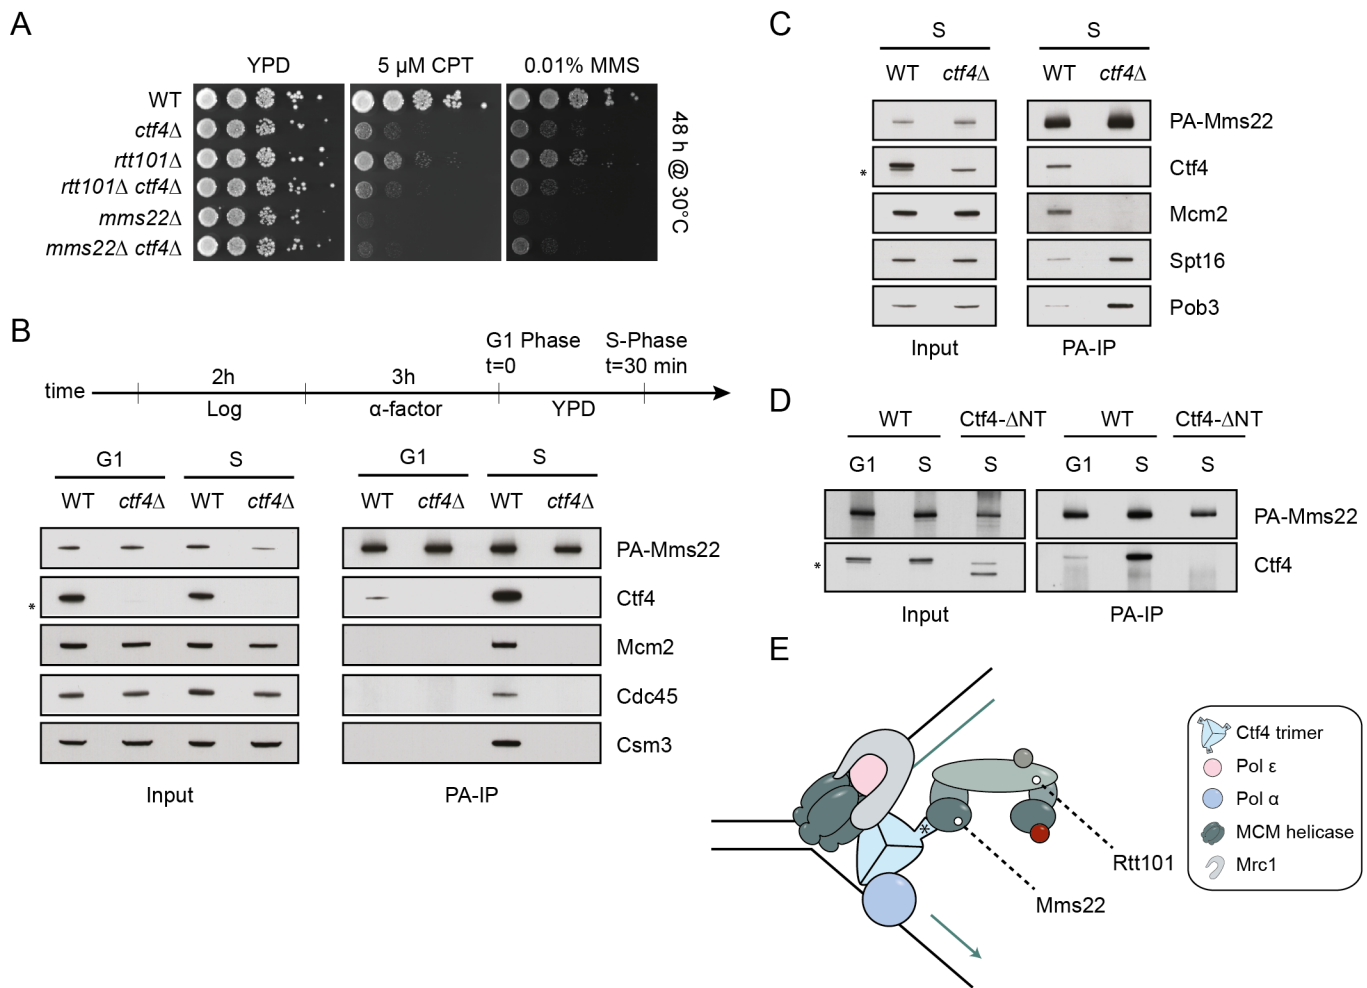 A
YPD
5 µM CPT
0.01% MMS
WT
ctf4Δ
rtt101Δ
rtt101Δ ctf4Δ
mms22Δ
mms22Δ ctf4Δ
48 h @ 30°C
B
G1 Phase
t=0
S-Phase
t=30 min
time
2h
3h
Log
α-factor
YPD
G1
S
G1
S
WT
ctf4Δ
WT
ctf4Δ
WT
ctf4Δ
WT
ctf4Δ
PA-Mms22
*
Ctf4
Mcm2
Cdc45
Csm3
Input
PA-IP
C
S
S
WT
ctf4Δ
WT
ctf4Δ
PA-Mms22
*
Ctf4
Mcm2
Spt16
Pob3
Input
PA-IP
D
WT
Ctf4-ΔNT
WT
Ctf4-ΔNT
G1
S
S
G1
S
S
PA-Mms22
*
Ctf4
Input
PA-IP
E
*
Rtt101
Mms22
Ctf4 trimer
Pol ε
Pol α
MCM helicase
Mrc1